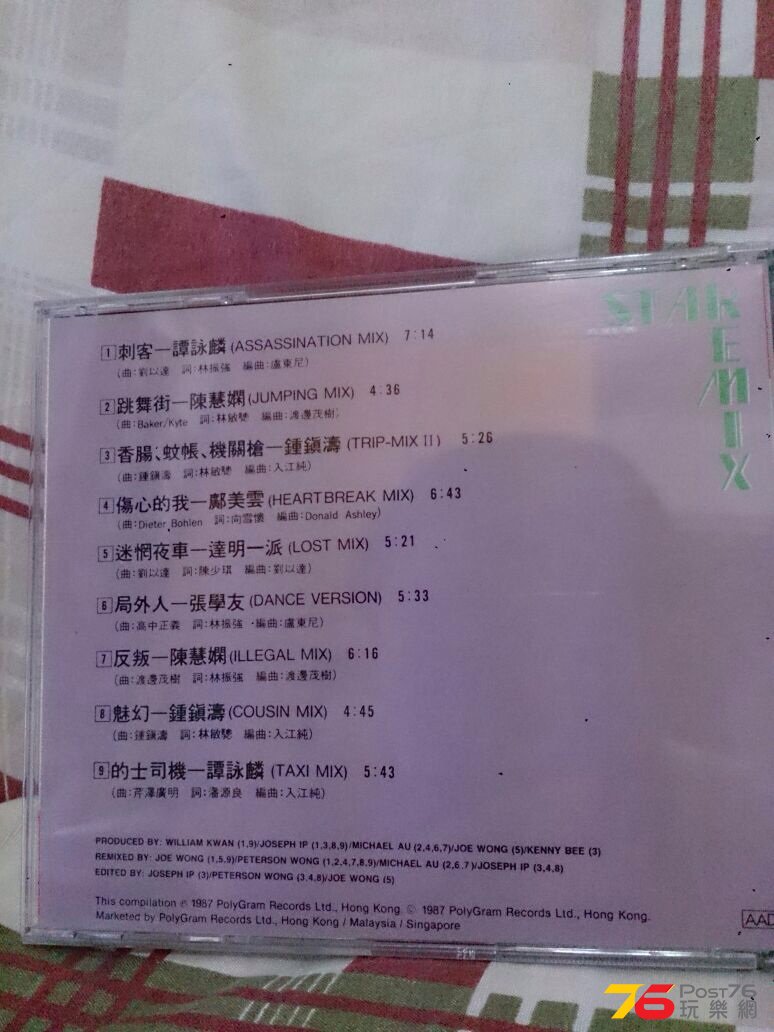 STAR
REMIX
1 刺客—譚詠麟(ASSASSINATION MIX) 7:14
(曲:劉以達 詞:林振強 編曲:盧東尼)
2 跳舞街—陳慧嫻(JUMPING MIX) 4:36
(曲:Baker/Kyte 詞:林敏驄 編曲:渡邊茂樹)
3 香腸、蚊帳、機關槍—鍾鎮濤 (TRIP-MIX II) 5:26
(曲:鍾鎮濤 詞:林敏驄 編曲:入江純)
4 傷心的我—鄺美雲(HEARTBREAK MIX) 6:43
(曲:Dieter Bohlen 詞:向雪懷 編曲:Donald Ashley)
5 迷惘夜車—達明一派 (LOST MIX) 5:21
(曲:劉以達 詞:陳少琪 編曲:劉以達)
6 局外人—張學友(DANCE VERSION) 5:33
(曲:高中正義 詞:林振強 編曲:盧東尼)
7 反叛—陳慧嫻(ILLEGAL MIX) 6:16
(曲:渡邊茂樹 詞:林振強 編曲:渡邊茂樹)
8 魅幻—鍾鎮濤(COUSIN MIX) 4:45
(曲:鍾鎮濤 詞:林敏驄 編曲:入江純)
9 的士司機—譚詠麟(TAXI MIX) 5:43
(曲:芹澤廣明 詞:潘源良 編曲:入江純)
PRODUCED BY: WILLIAM KWAN (1,9)/JOSEPH IP (1,3,8,9)/MICHAEL AU (2,4,6,7)/JOE WONG (5)/KENNY BEE (3)
REMIXED BY: JOE WONG (1,5,9)/PETERSON WONG (1,2,4,7,8,9)/MICHAEL AU (2,6,7)/JOSEPH IP (3,4,8)
EDITED BY: JOSEPH IP (3)/PETERSON WONG (3,4,8)/JOE WONG (5)
This compilation ℗ 1987 PolyGram Records Ltd., Hong Kong. © 1987 PolyGram Records Ltd., Hong Kong.
Marketed by PolyGram Records Ltd., Hong Kong / Malaysia / Singapore
AAD
76 Post76
玩樂網